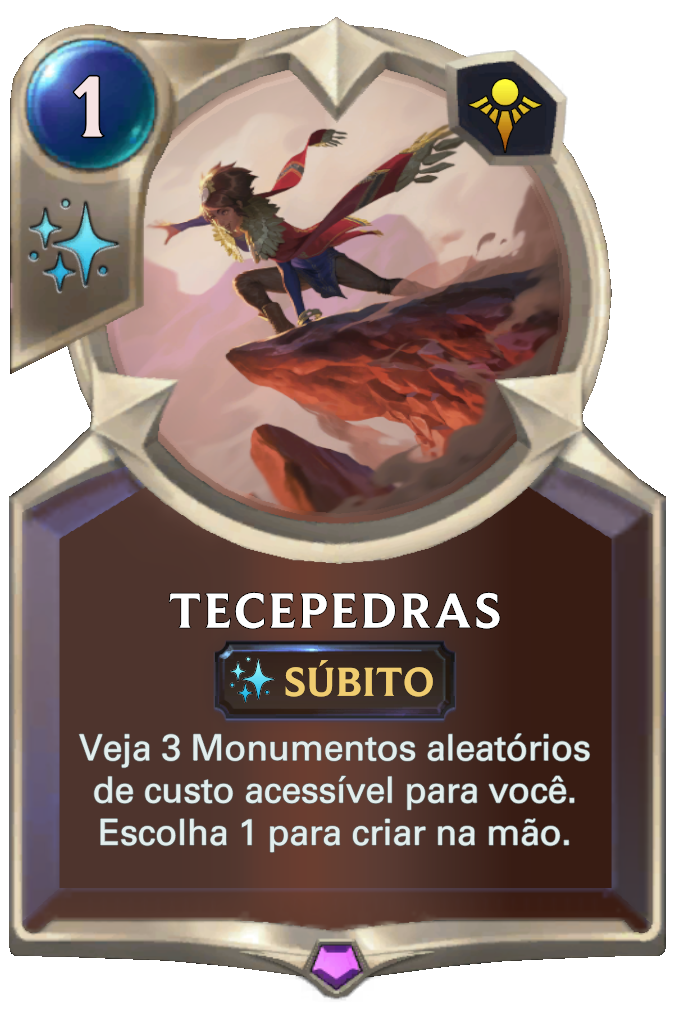 1
TECEPEDRAS
SÚBITO
Veja 3 Monumentos aleatórios
de custo acessível para você.
Escolha 1 para criar na mão.